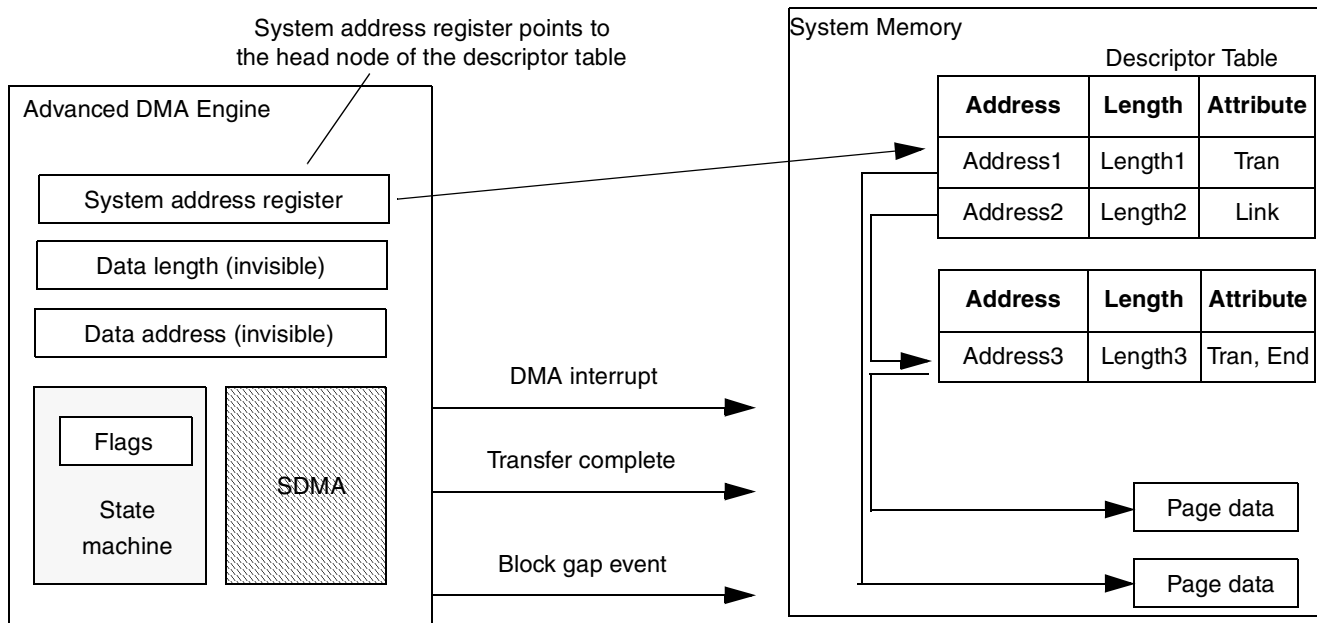 System address register points to
the head node of the descriptor table
Advanced DMA Engine
System address register
Data length (invisible)
Data address (invisible)
Flags
State
machine
SDMA
DMA interrupt
Transfer complete
Block gap event
System Memory
Descriptor Table
Address Length Attribute
Address1 Length1 Tran
Address2 Length2 Link
Address Length Attribute
Address3 Length3 Tran, End
Page data
Page data